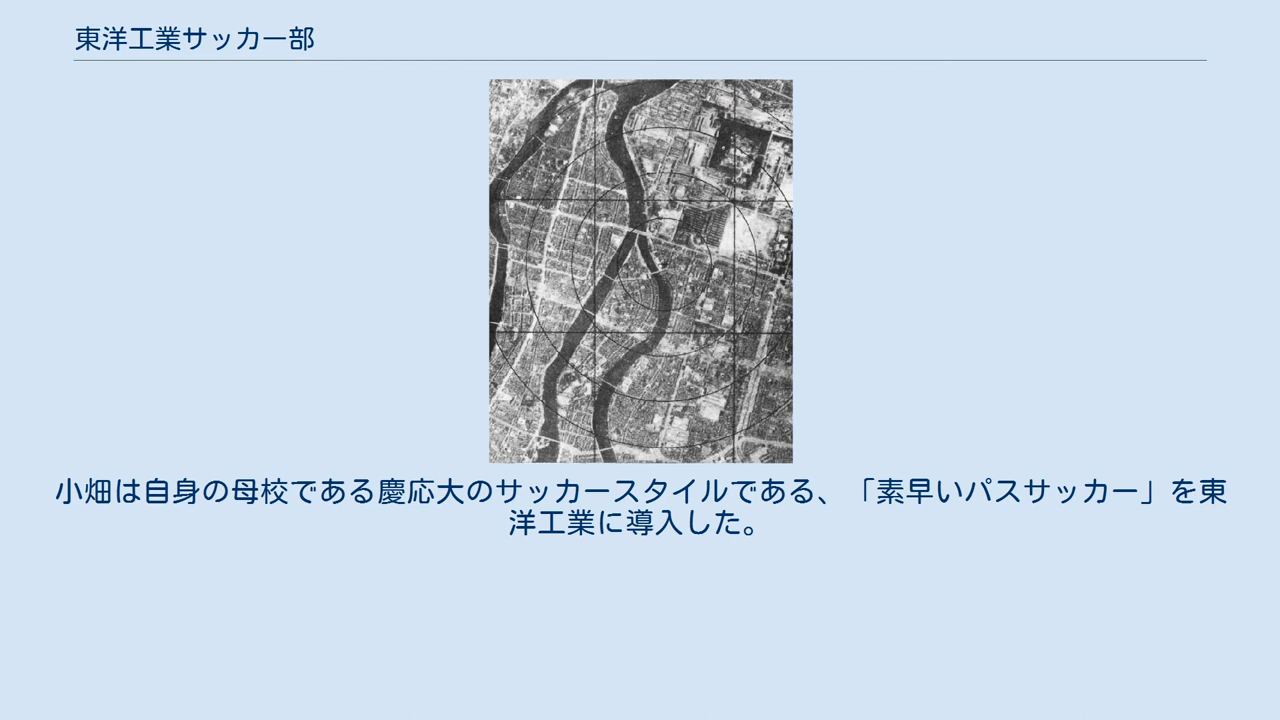 東洋工業サッカー部
小畑は自身の母校である慶応大のサッカースタイルである、「素早いパスサッカー」を東
洋工業に導入した。